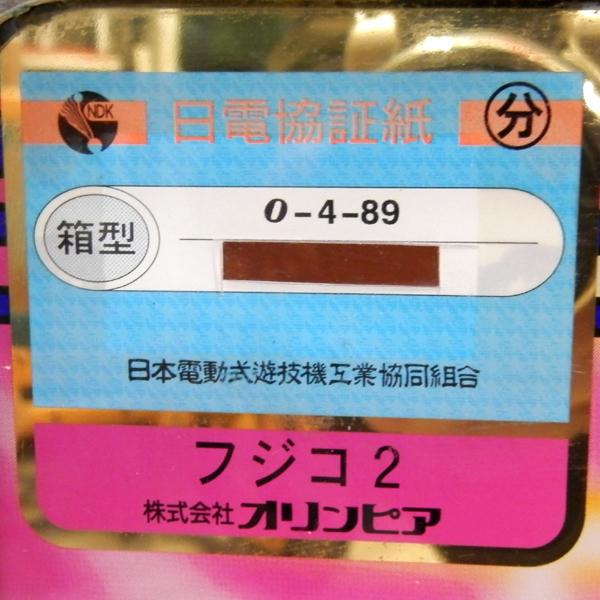 NDK 日電協証紙 分
O-4-89
箱型
日本電動式遊技機工業協同組合
フジコ2
株式会社オリンピア